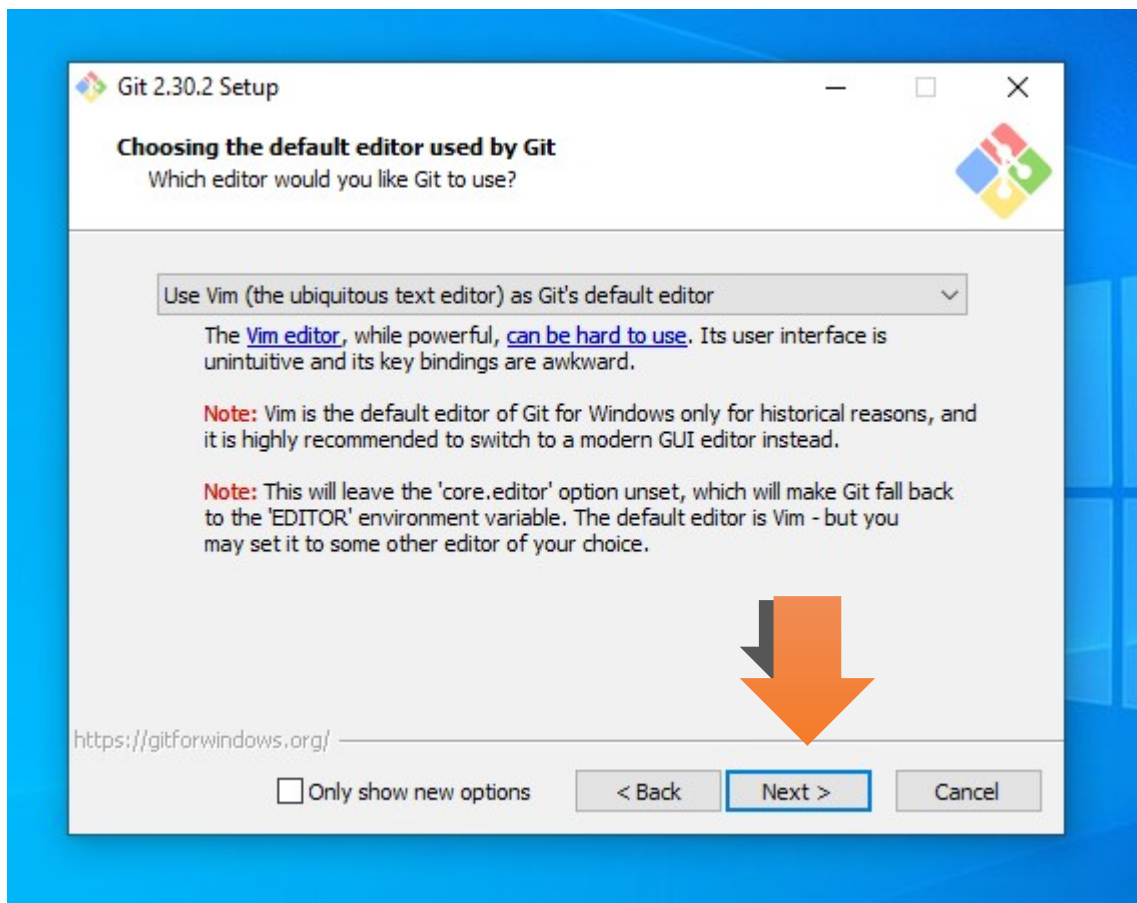 Git 2.30.2 Setup
Choosing the default editor used by Git
Which editor would you like Git to use?
Use Vim (the ubiquitous text editor) as Git's default editor
The Vim editor, while powerful, can be hard to use. Its user interface is
unintuitive and its key bindings are awkward.
Note: Vim is the default editor of Git for Windows only for historical reasons, and
it is highly recommended to switch to a modern GUI editor instead.
Note: This will leave the 'core.editor' option unset, which will make Git fall back
to the 'EDITOR' environment variable. The default editor is Vim - but you
may set it to some other editor of your choice.
https://gitforwindows.org/
Only show new options
< Back
Next >
Cancel